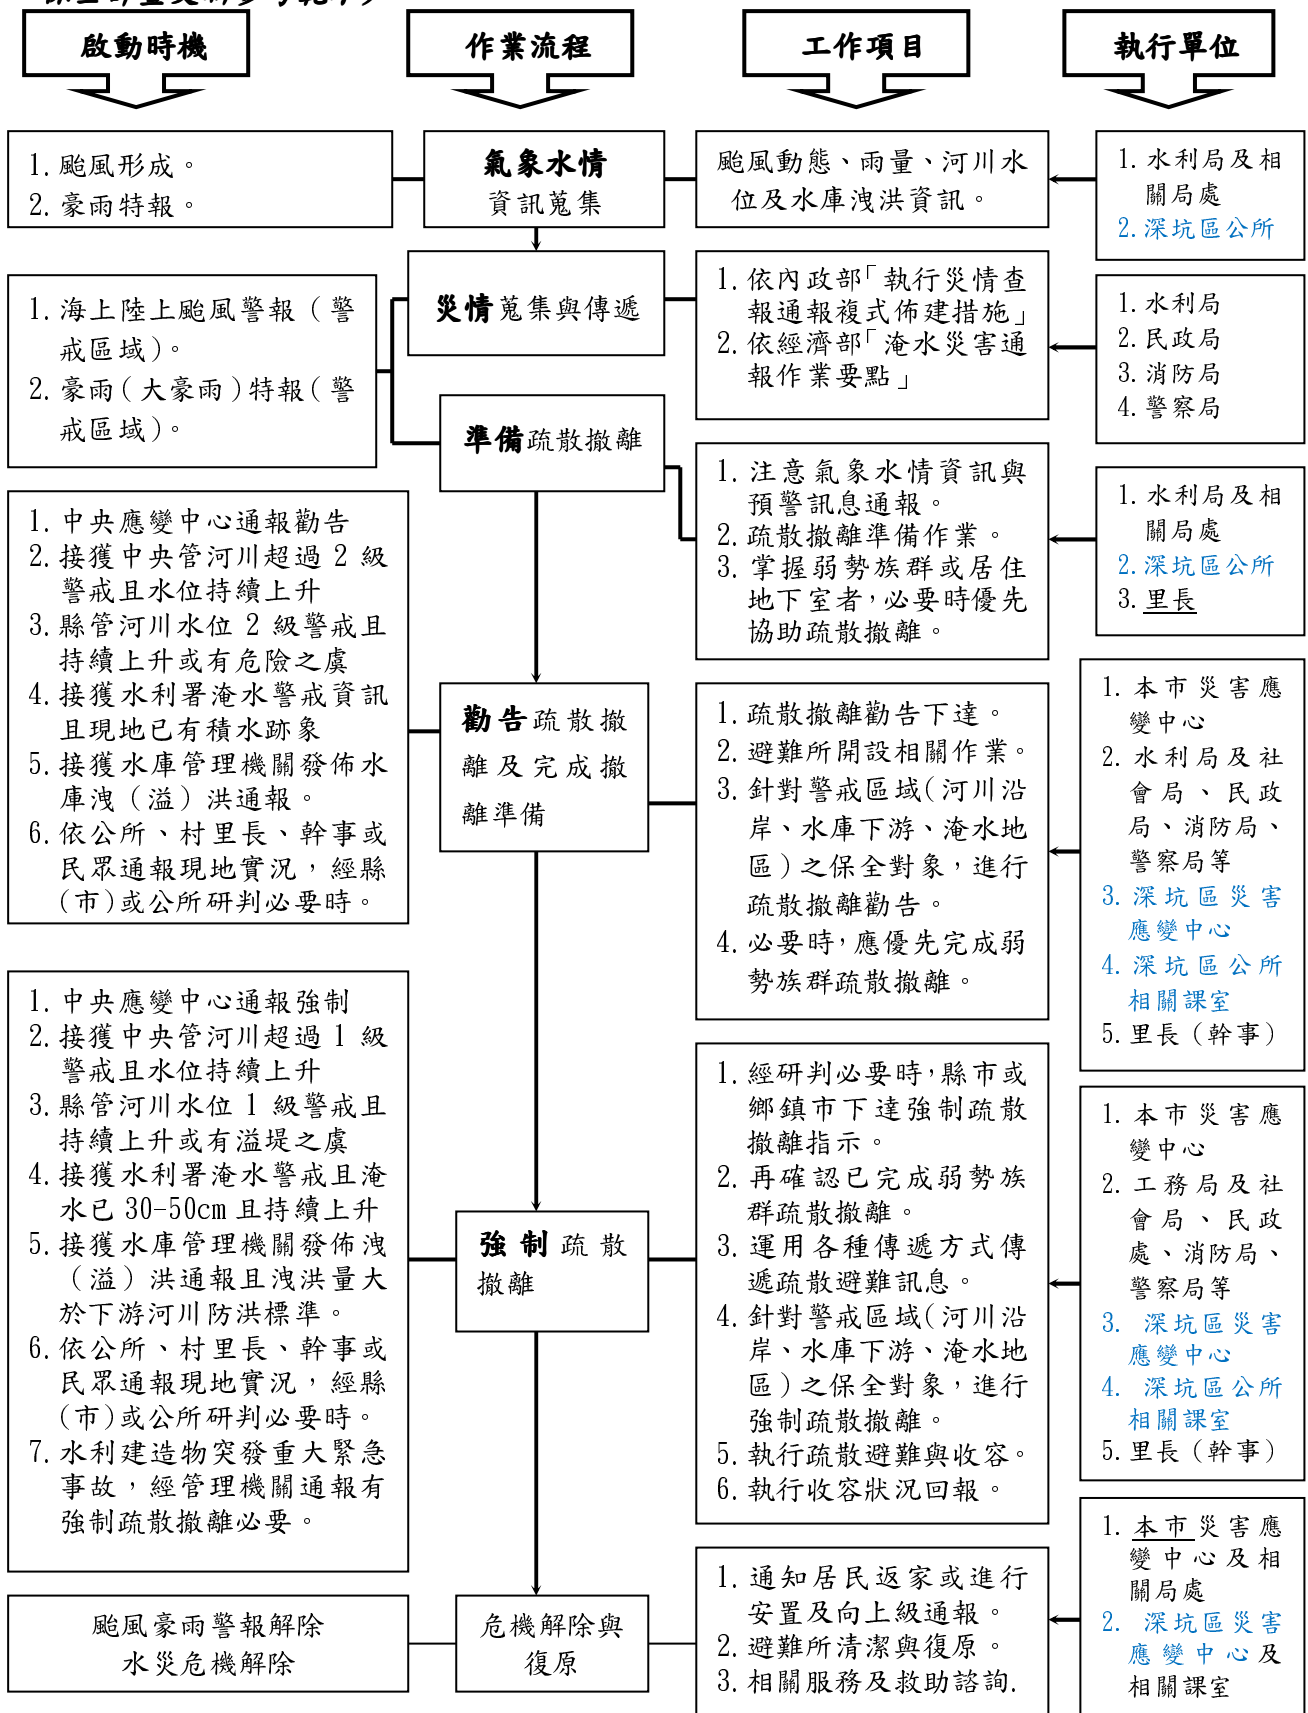 啟動時機
作業流程
工作項目
執行單位
1. 颱風形成。
2. 豪雨特報。
氣象水情
資訊蒐集
颱風動態、雨量、河川水
位及水庫洩洪資訊。
1. 水利局及相
關局處
2. 深坑區公所
1. 海上陸上颱風警報（警
戒區域）。
2. 豪雨(大豪雨)特報(警
戒區域)。
災情蒐集與傳遞
1. 依內政部「執行災情查
報通報複式佈建措施」
2. 依經濟部「淹水災害通
報作業要點」
1. 水利局
2. 民政局
3. 消防局
4. 警察局
準備疏散撤離
1. 注意氣象水情資訊與
預警訊息通報。
2. 疏散撤離準備作業。
3. 掌握弱勢族群或居住
地下室者，必要時優先
協助疏散撤離。
1. 水利局及相
關局處
2. 深坑區公所
3. 里長
1. 中央應變中心通報勸告
2. 接獲中央管河川超過 2 級
警戒且水位持續上升
3. 縣管河川水位 2 級警戒且
持續上升或有危險之虞
4. 接獲水利署淹水警戒資訊
且現地已有積水跡象
5. 接獲水庫管理機關發佈水
庫洩（溢）洪通報。
6. 依公所、村里長、幹事或
民眾通報現地實況，經縣
(市)或公所研判必要時。
勸告疏散撤
離及完成撤
離準備
1. 疏散撤離勸告下達。
2. 避難所開設相關作業。
3. 針對警戒區域(河川沿
岸、水庫下游、淹水地
區)之保全對象，進行
疏散撤離勸告。
4. 必要時，應優先完成弱
勢族群疏散撤離。
1. 本市災害應
變中心
2. 水利局及社
會局、民政
局、消防局、
警察局等
3. 深坑區災害
應變中心
4. 深坑區公所
相關課室
5. 里長（幹事）
1. 中央應變中心通報強制
2. 接獲中央管河川超過 1 級
警戒且水位持續上升
3. 縣管河川水位 1 級警戒且
持續上升或有溢堤之虞
4. 接獲水利署淹水警戒且淹
水已 30-50cm 且持續上升
5. 接獲水庫管理機關發佈洩
（溢）洪通報且洩洪量大
於下游河川防洪標準。
6. 依公所、村里長、幹事或
民眾通報現地實況，經縣
(市)或公所研判必要時。
7. 水利建造物突發重大緊急
事故，經管理機關通報有
強制疏散撤離必要。
強制疏散
撤離
1. 經研判必要時，縣市或
鄉鎮市下達強制疏散
撤離指示。
2. 再確認已完成弱勢族
群疏散撤離。
3. 運用各種傳遞方式傳
遞疏散避難訊息。
4. 針對警戒區域(河川沿
岸、水庫下游、淹水地
區)之保全對象，進行
強制疏散撤離。
5. 執行疏散避難與收容。
6. 執行收容狀況回報。
1. 本市災害應
變中心
2. 工務局及社
會局、民政
處、消防局、
警察局等
3. 深坑區災害
應變中心
4. 深坑區公所
相關課室
5. 里長（幹事）
颱風豪雨警報解除
水災危機解除
危機解除與
復原
1. 通知居民返家或進行
安置及向上級通報。
2. 避難所清潔與復原。
3. 相關服務及救助諮詢.
1. 本市災害應
變中心及相
關局處
2. 深坑區災害
應變中心及
相關課室